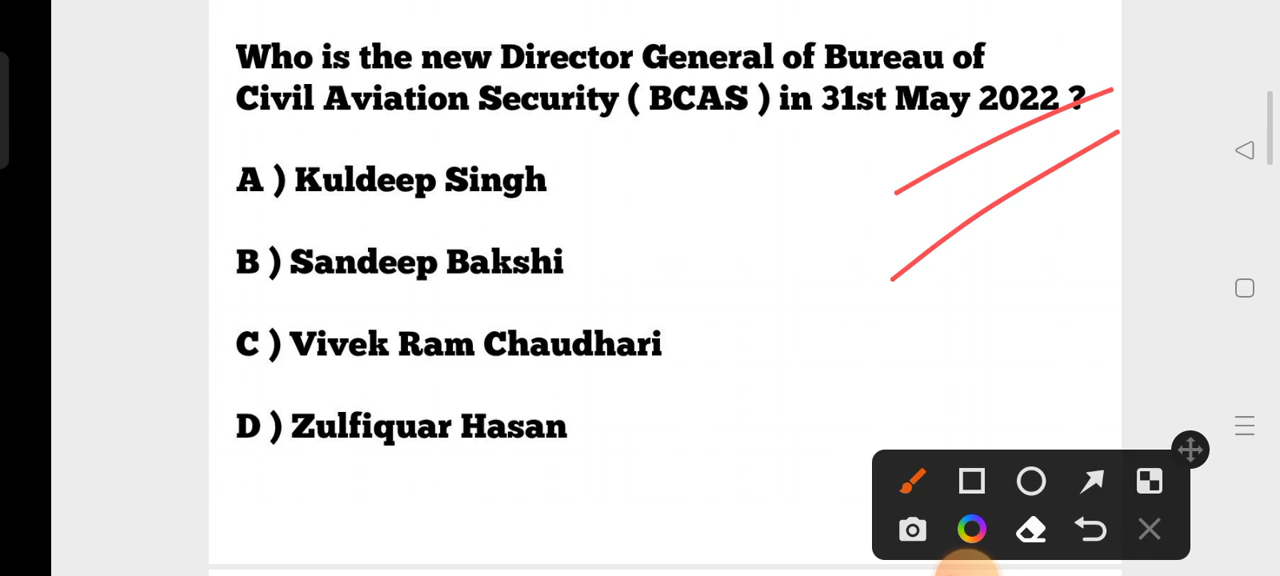 Who is the new Director General of Bureau of
Civil Aviation Security ( BCAS ) in 31st May 2022 ?
A ) Kuldeep Singh
B ) Sandeep Bakshi
C ) Vivek Ram Chaudhari
D ) Zulfiquar Hasan